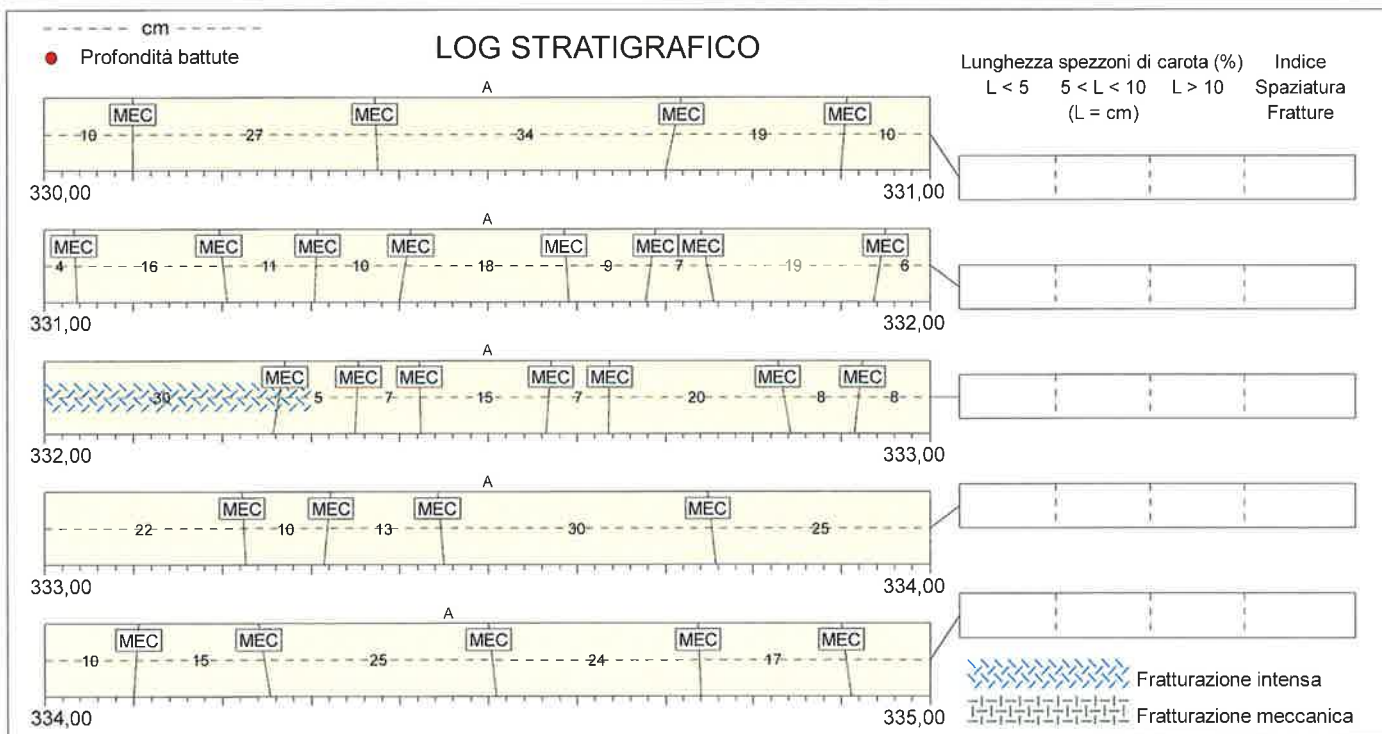 cm
Profondità battute
LOG STRATIGRAFICO
Lunghezza spezzoni di carota (%)
Indice
L < 5 5 < L < 10 L > 10
Spaziatura
(L = cm)
Fratture
A
MEC MEC MEC MEC
10 27 34 19 10
330,00 331,00
A
MEC MEC MEC MEC MEC MEC MEC MEC
4 16 11 10 18 9 7 19 6
331,00 332,00
A
MEC MEC MEC MEC MEC MEC MEC
30 5 7 15 7 20 8 8
332,00 333,00
A
MEC MEC MEC MEC
22 10 13 30 25
333,00 334,00
A
MEC MEC MEC MEC MEC
10 15 25 24 17
334,00 335,00
Fratturazione intensa
Fratturazione meccanica